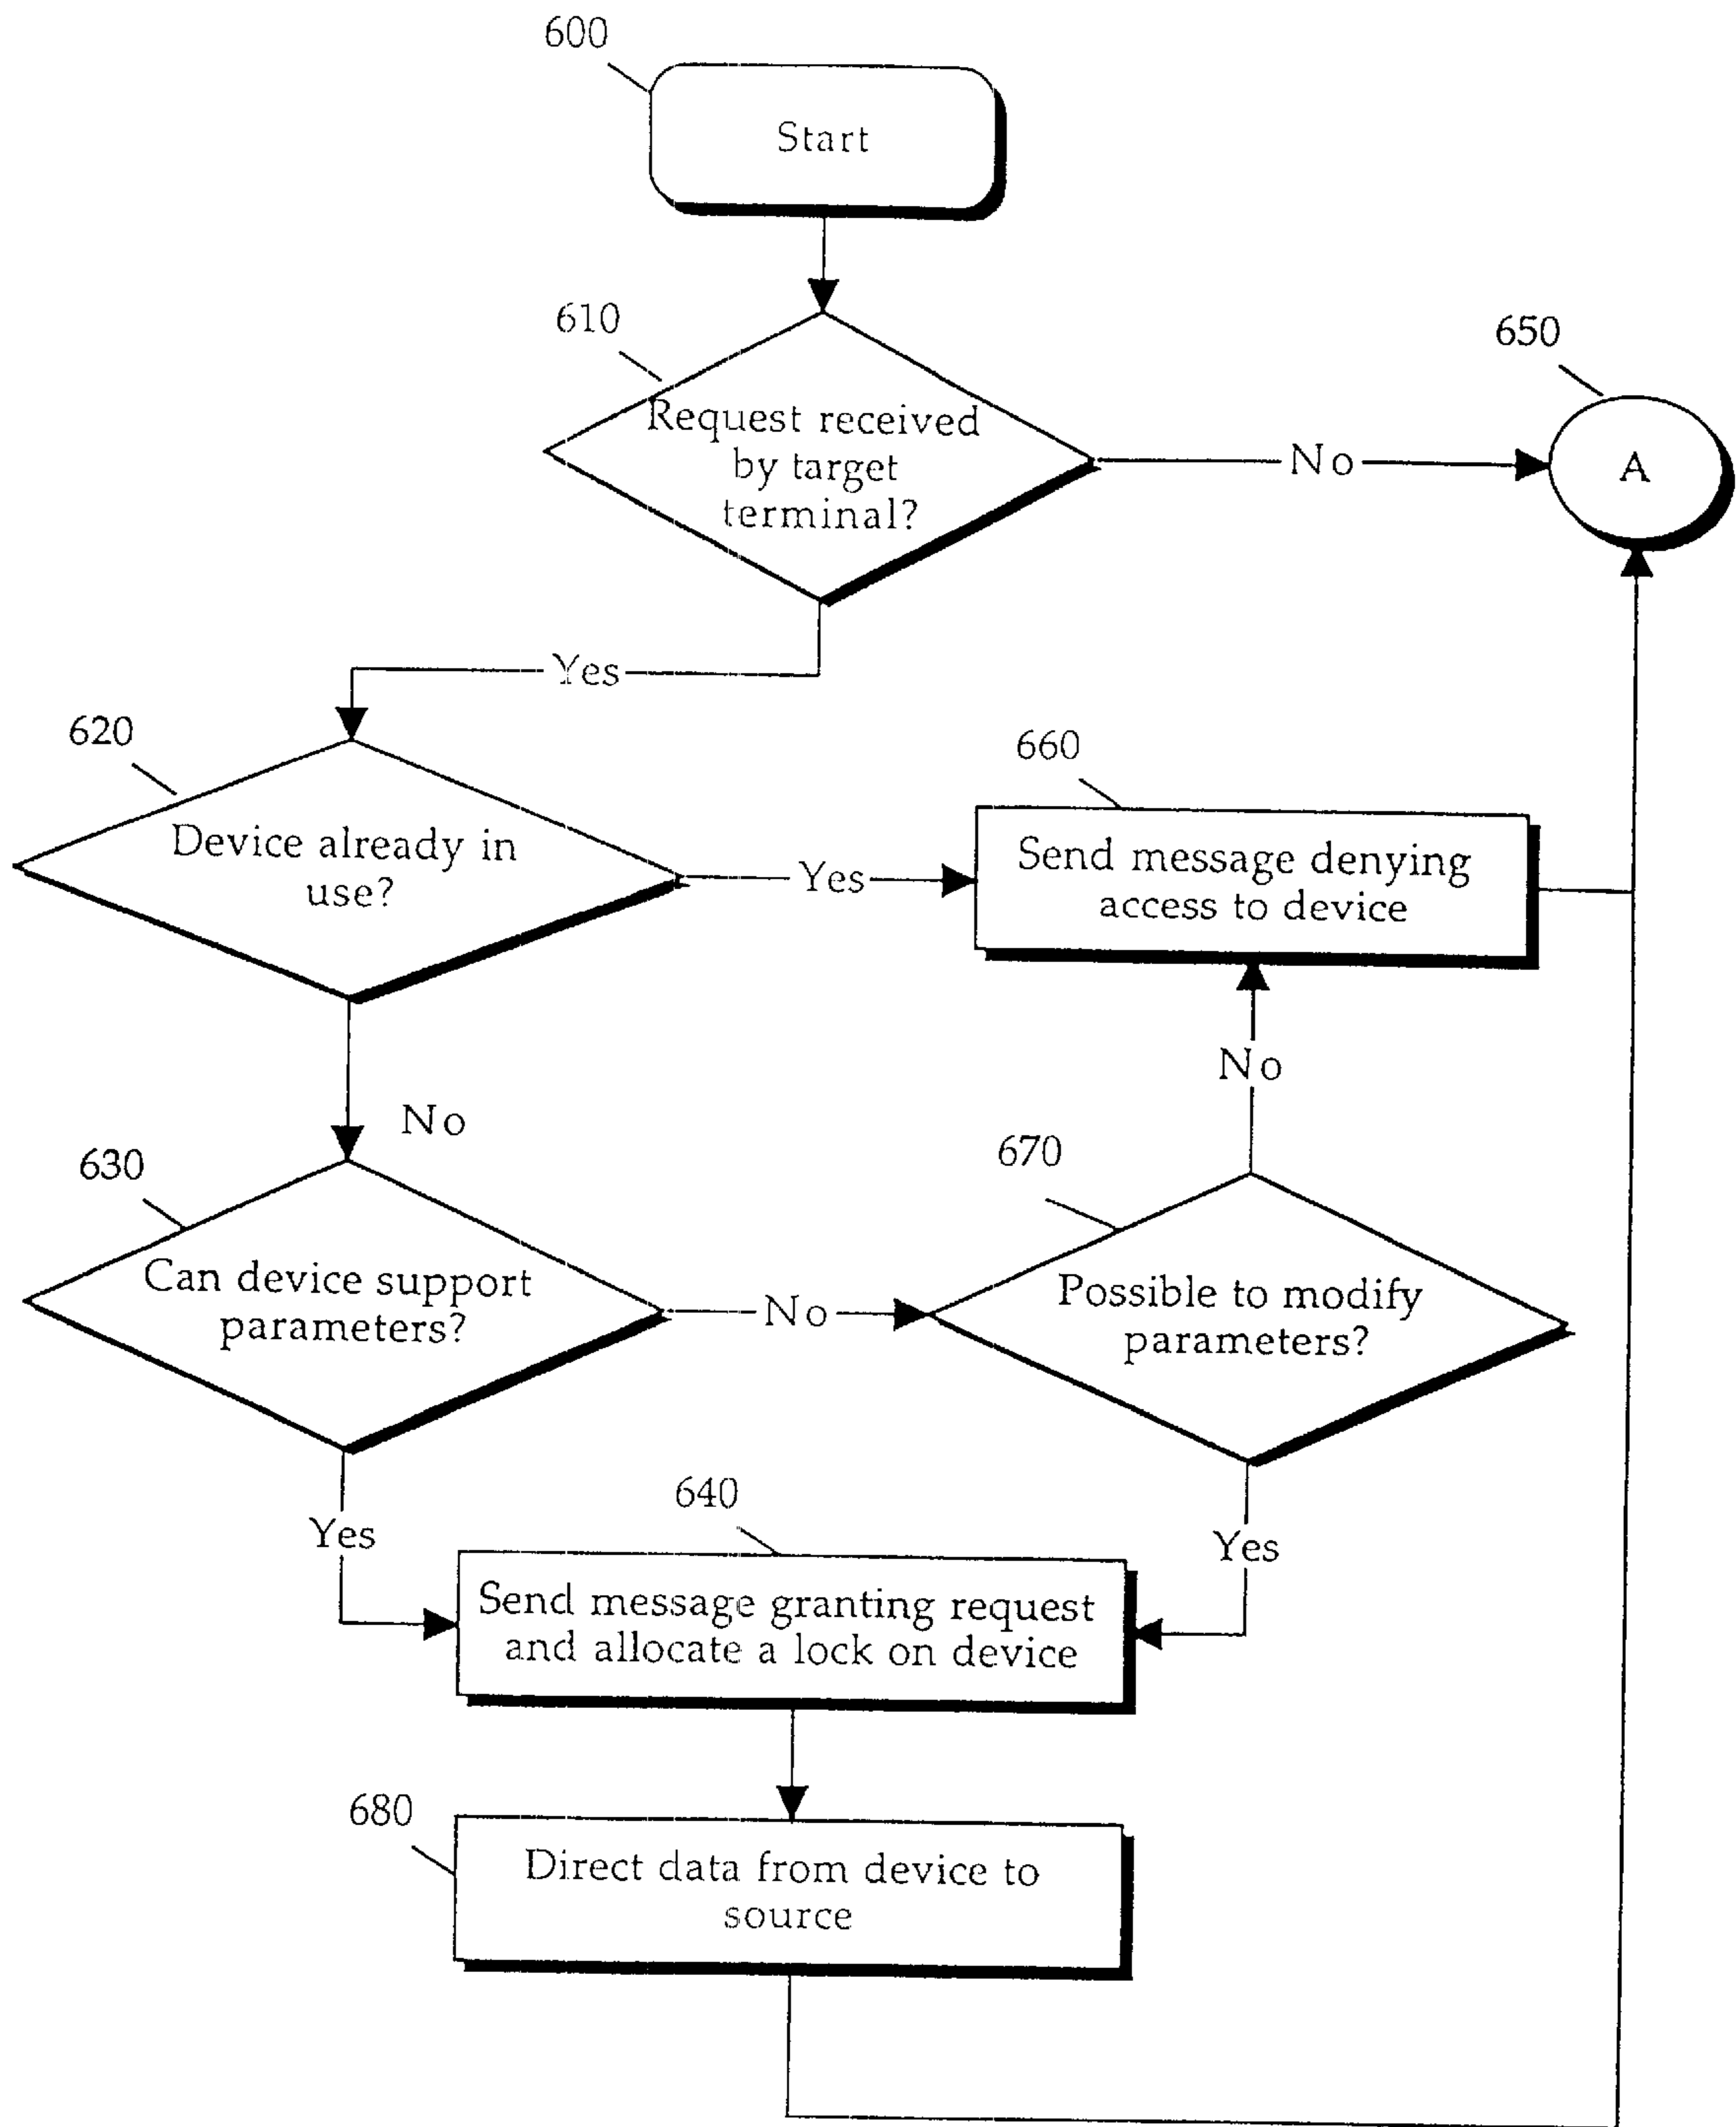 600
Start
610
Request received
by target
terminal?
No
650
A
Yes
620
Device already in
use?
Yes
660
Send message denying
access to device
No
No
630
Can device support
parameters?
No
670
Possible to modify
parameters?
Yes
640
Yes
Send message granting request
and allocate a lock on device
680
Direct data from device to
source